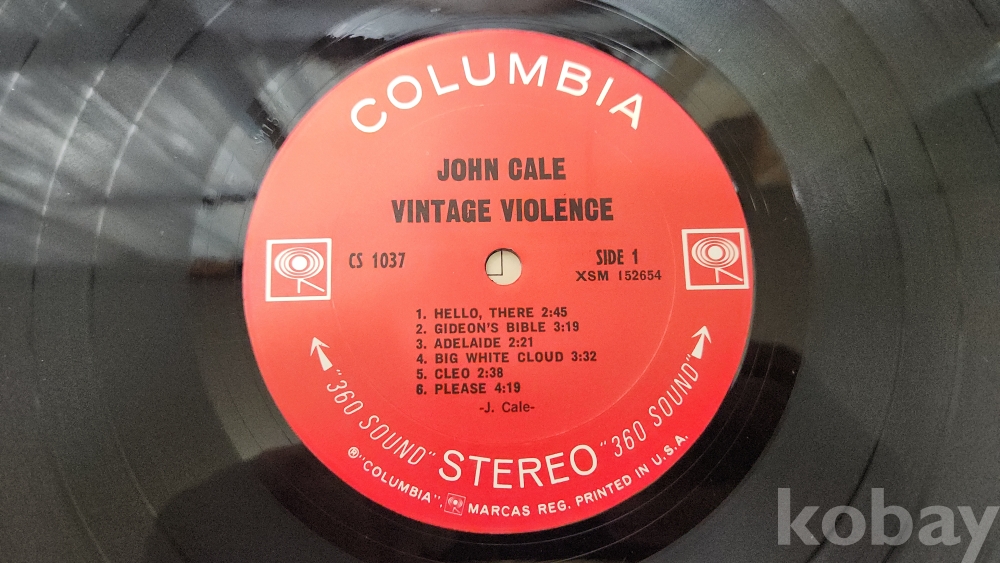 COLUMBIA
JOHN CALE
VINTAGE VIOLENCE
CS 1037
SIDE 1
XSM 152654
1. HELLO, THERE 2:45
2. GIDEON'S BIBLE 3:19
3. ADELAIDE 2:21
4. BIG WHITE CLOUD 3:32
5. CLEO 2:38
6. PLEASE 4:19
-J. Cale-
"360 SOUND" STEREO "360 SOUND"
®"COLUMBIA", MARCAS REG. PRINTED IN U.S.A.
kobay